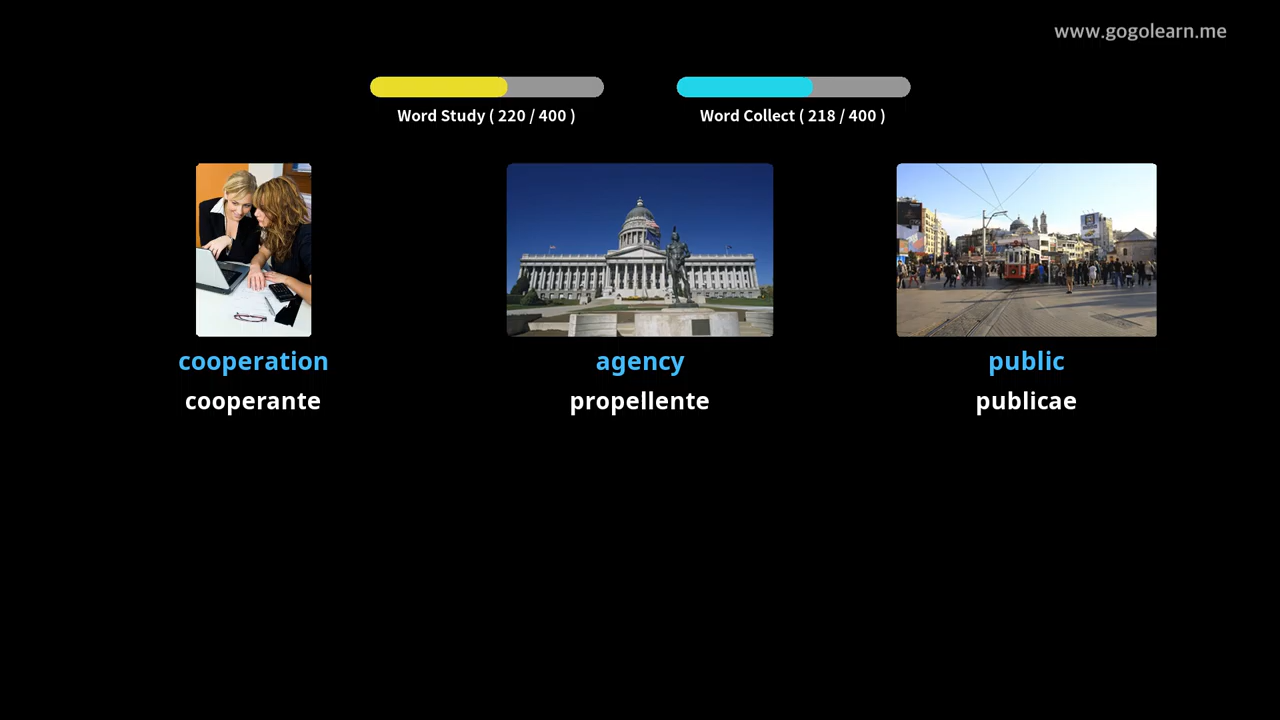 www.gogolearn.me
Word Study ( 220 / 400 )
Word Collect ( 218 / 400 )
cooperation
cooperante
agency
propellente
public
publicae